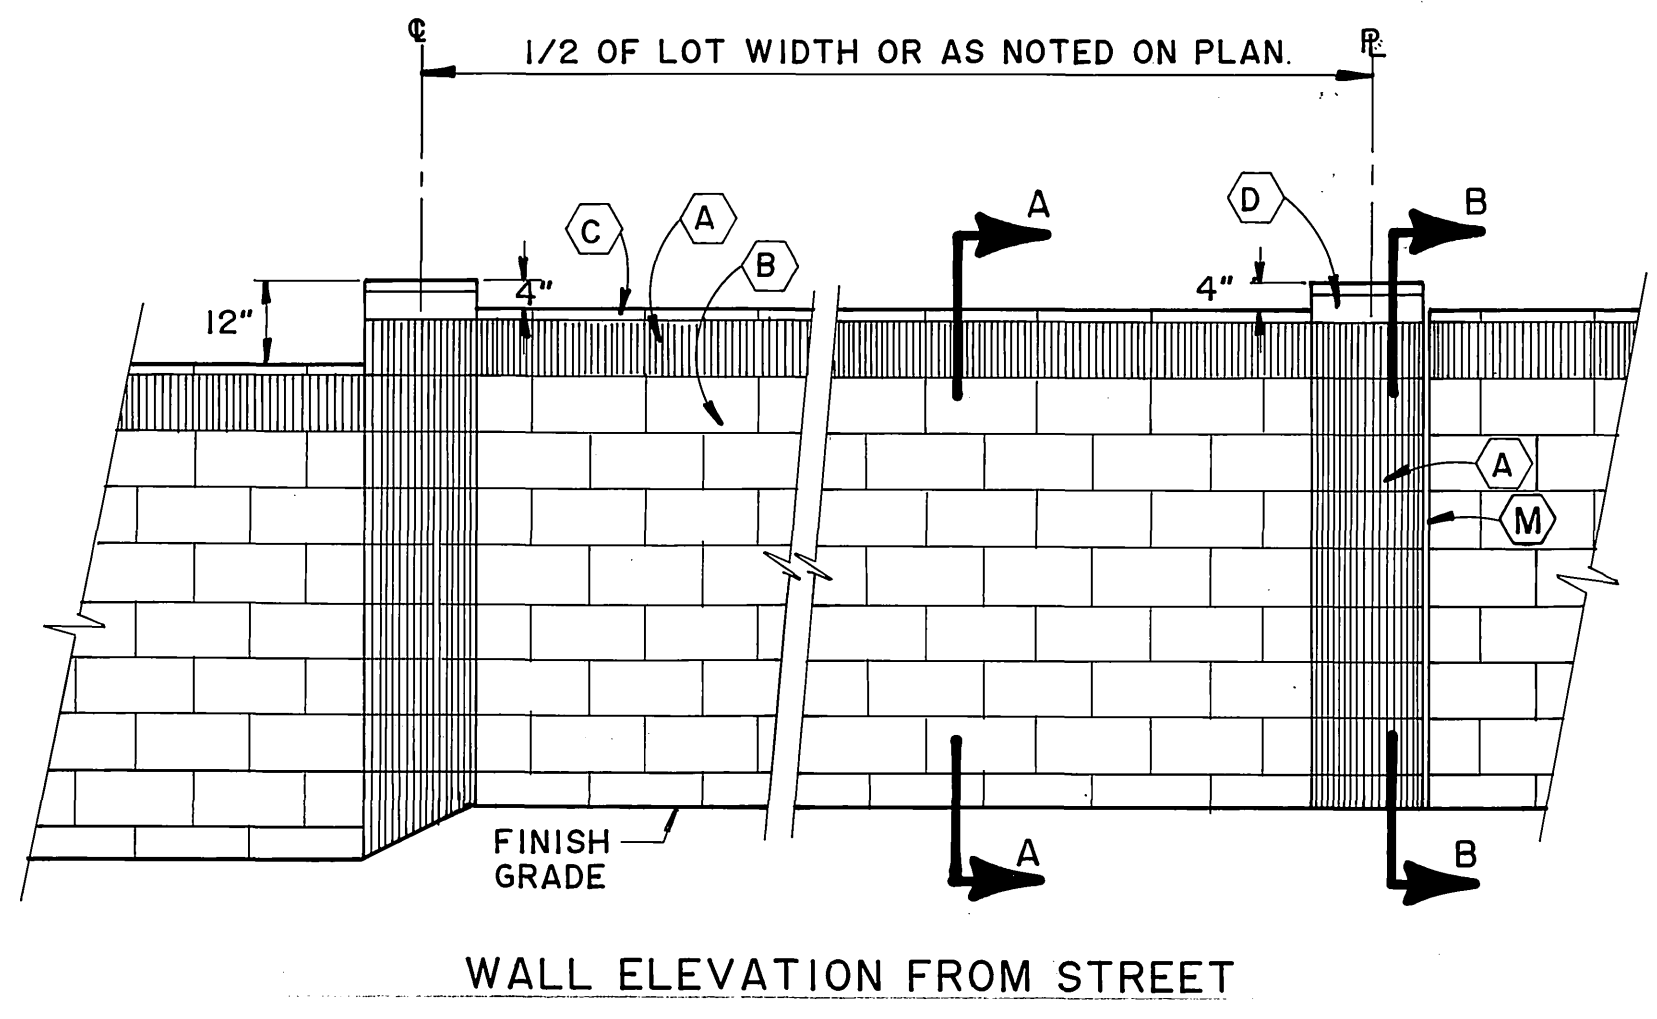 ℄
1/2 OF LOT WIDTH OR AS NOTED ON PLAN.
PL
A
B
D
A
C
B
4"
4"
12"
A
M
FINISH
GRADE
A
B
WALL ELEVATION FROM STREET